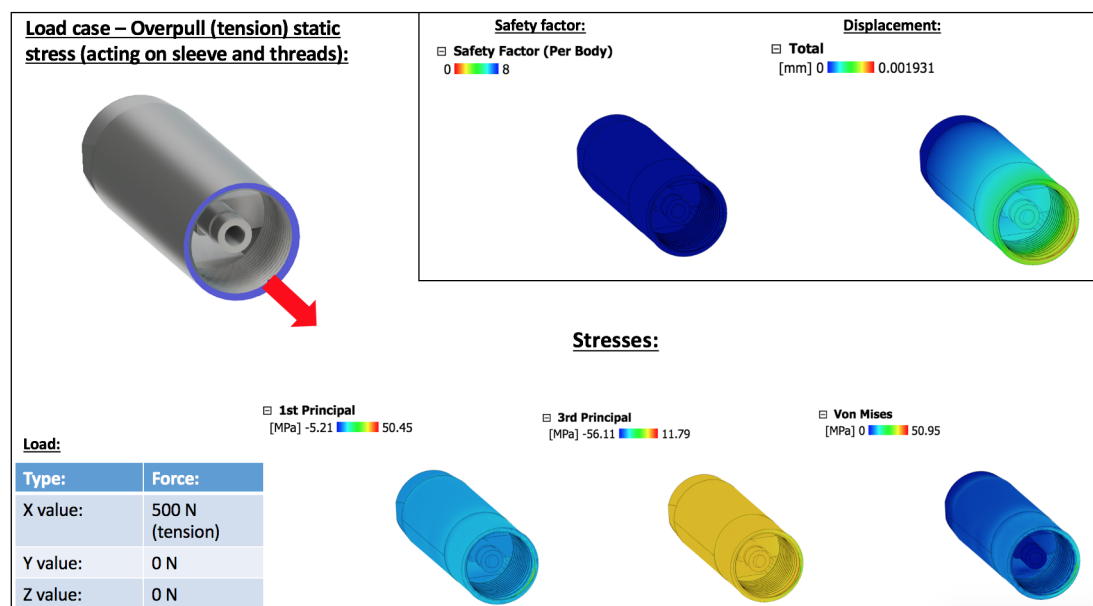 Load case – Overpull (tension) static
stress (acting on sleeve and threads):
Safety factor:
Safety Factor (Per Body)
0 8
Displacement:
Total
[mm] 0 0.001931
Stresses:
1st Principal
[MPa] -5.21 50.45
3rd Principal
[MPa] -56.11 11.79
Von Mises
[MPa] 0 50.95
Load:
Type: Force:
X value: 500 N
(tension)
Y value: 0 N
Z value: 0 N